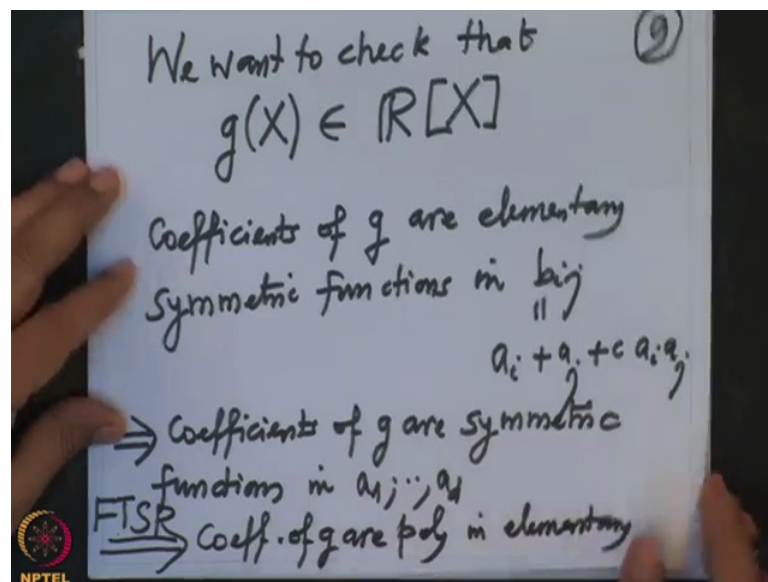 We want to check that
9
g(X) ∈ ℝ[X]
Coefficients of g are elementary
symmetric functions in bij
||
ai + aj + c ai aj
⇒ Coefficients of g are symmetric
functions in a1, ..., ad
FTSR
⇒ Coeff. of g are poly in elementary
NPTEL